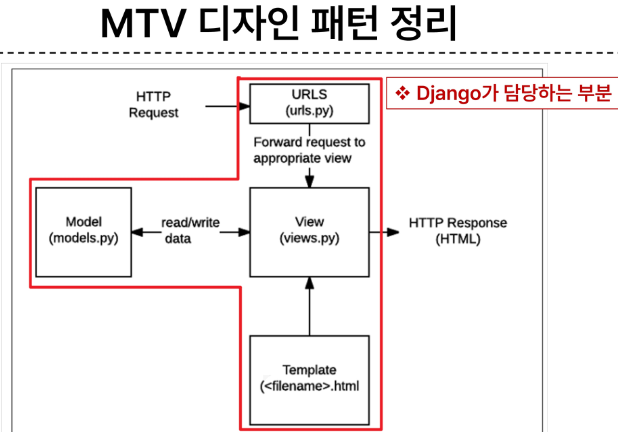 MTV 디자인 패턴 정리
❖ Django가 담당하는 부분
HTTP
Request
URLS
(urls.py)
Forward request to
appropriate view
Model
(models.py)
read/write
data
View
(views.py)
HTTP Response
(HTML)
Template
(<filename>.html